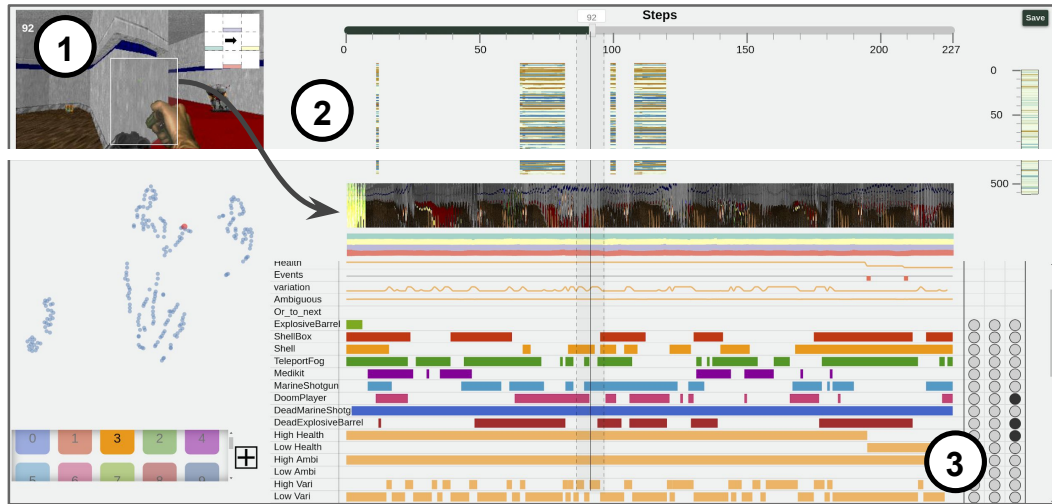 92
Steps
Save
92
1
0
50
100
150
200
227
2
0
50
500
Health
Events
variation
Ambiguous
Or_to_next
ExplosiveBarrel
ShellBox
Shell
TeleportFog
Medikit
MarineShotgun
DoomPlayer
DeadMarineShotg
DeadExplosiveBarrel
High Health
Low Health
High Ambi
Low Ambi
High Vari
Low Vari
0 1 3 2 4
5 6 7 8 9
3